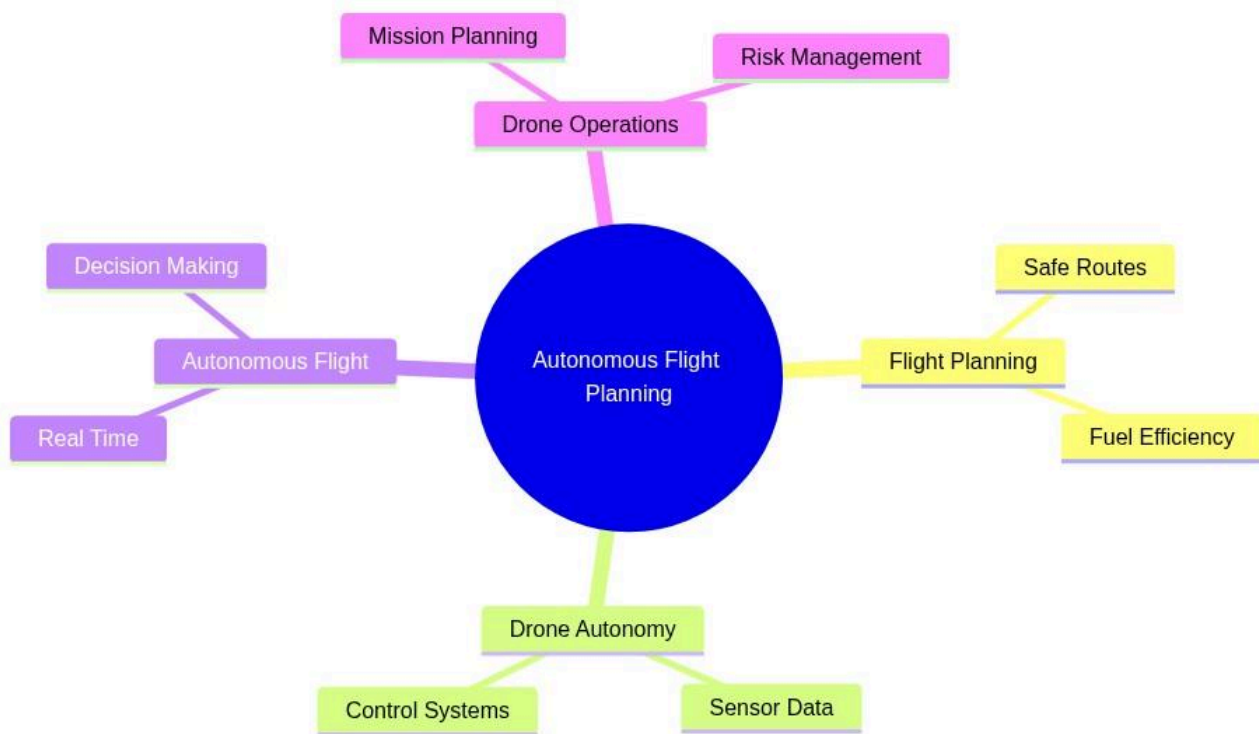 Mission Planning
Risk Management
Drone Operations
Decision Making
Safe Routes
Autonomous Flight
Autonomous Flight
Planning
Flight Planning
Real Time
Fuel Efficiency
Drone Autonomy
Control Systems
Sensor Data